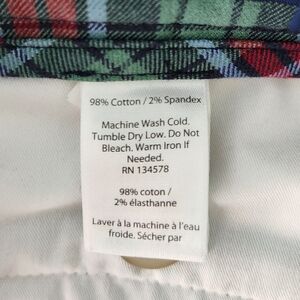 98% Cotton / 2% Spandex
Machine Wash Cold.
Tumble Dry Low. Do Not
Bleach. Warm Iron If
Needed.
RN 134578
98% coton /
2% élasthanne
Laver à la machine à l'eau
froide. Sécher par